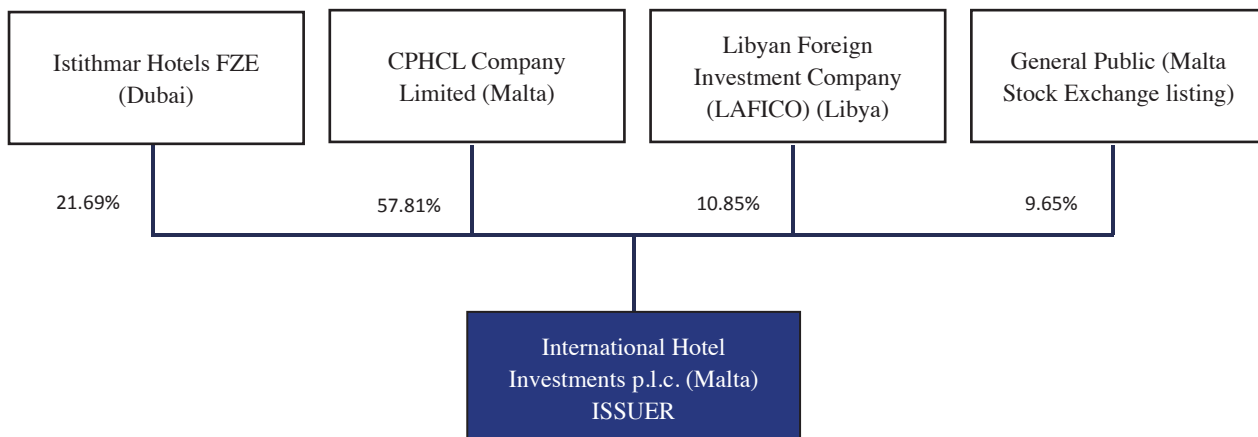 Istithmar Hotels FZE
(Dubai)
CPHCL Company
Limited (Malta)
Libyan Foreign
Investment Company
(LAFICO) (Libya)
General Public (Malta
Stock Exchange listing)
21.69%
57.81%
10.85%
9.65%
International Hotel
Investments p.l.c. (Malta)
ISSUER